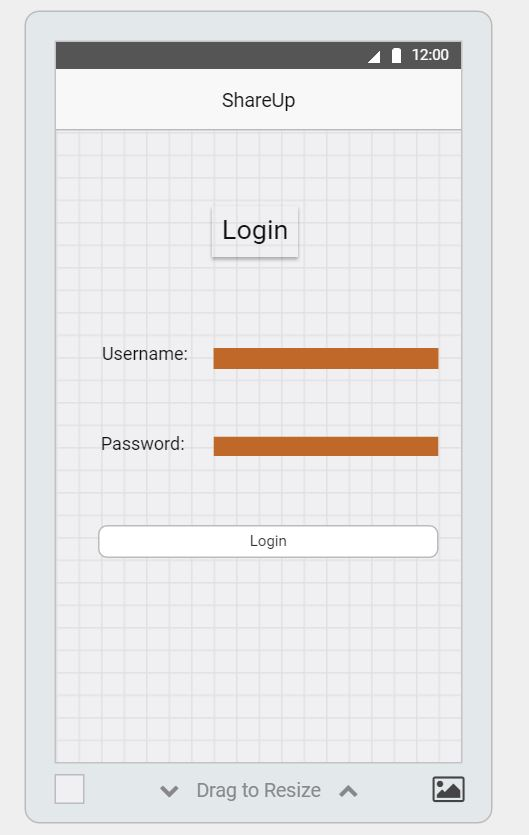 12:00
ShareUp
Login
Username:
Password:
Login
Drag to Resize